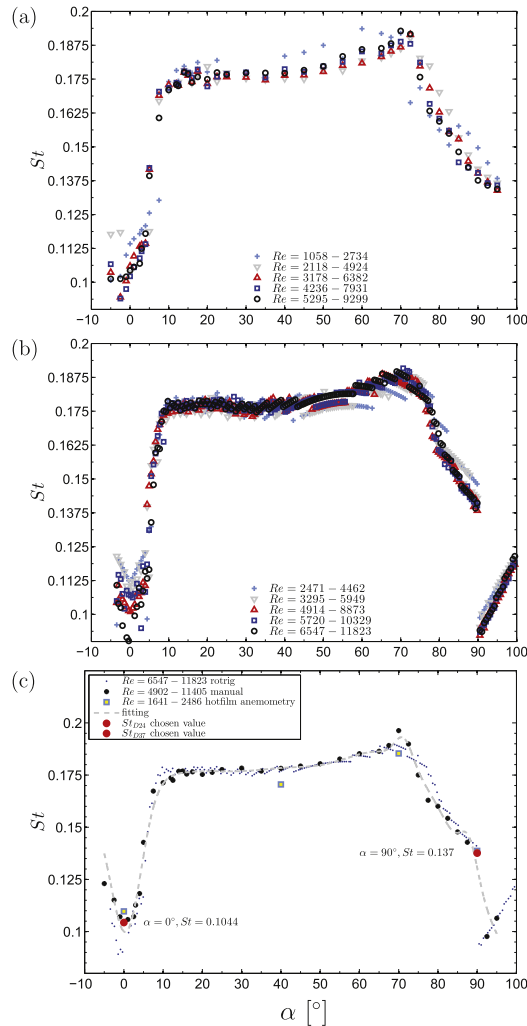 (a)
0.2
0.1875
0.175
0.1625
0.15
0.1375
0.125
0.1125
0.1
St
Re = 1058 − 2734
Re = 2118 − 4924
Re = 3178 − 6382
Re = 4236 − 7931
Re = 5295 − 9299
−10 0 10 20 30 40 50 60 70 80 90 100
(b)
0.2
0.1875
0.175
0.1625
0.15
0.1375
0.125
0.1125
0.1
St
Re = 2471 − 4462
Re = 3295 − 5949
Re = 4914 − 8873
Re = 5720 − 10329
Re = 6547 − 11823
−10 0 10 20 30 40 50 60 70 80 90 100
(c)
Re = 6547 − 11823 rotrig
Re = 4902 − 11405 manual
Re = 1641 − 2486 hotfilm anemometry
fitting
St_D24 chosen value
St_D37 chosen value
0.2
0.175
0.15
0.125
0.1
St
α = 90°, St = 0.137
α = 0°, St = 0.1044
−10 0 10 20 30 40 50 60 70 80 90 100
α [°]